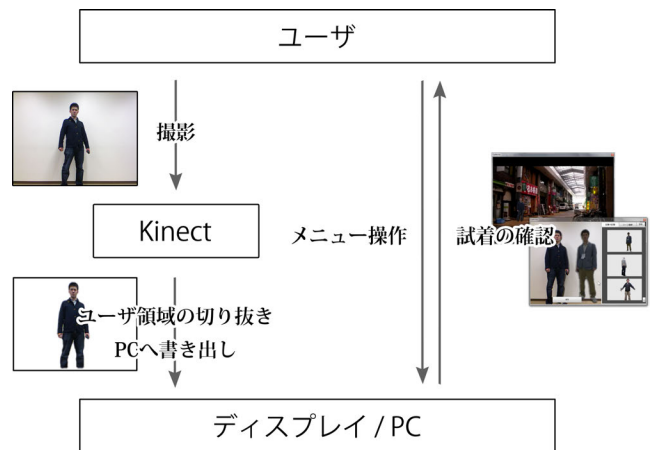 ユーザ
撮影
Kinect
メニュー操作
試着の確認
ユーザ領域の切り抜き
PCへ書き出し
ディスプレイ / PC